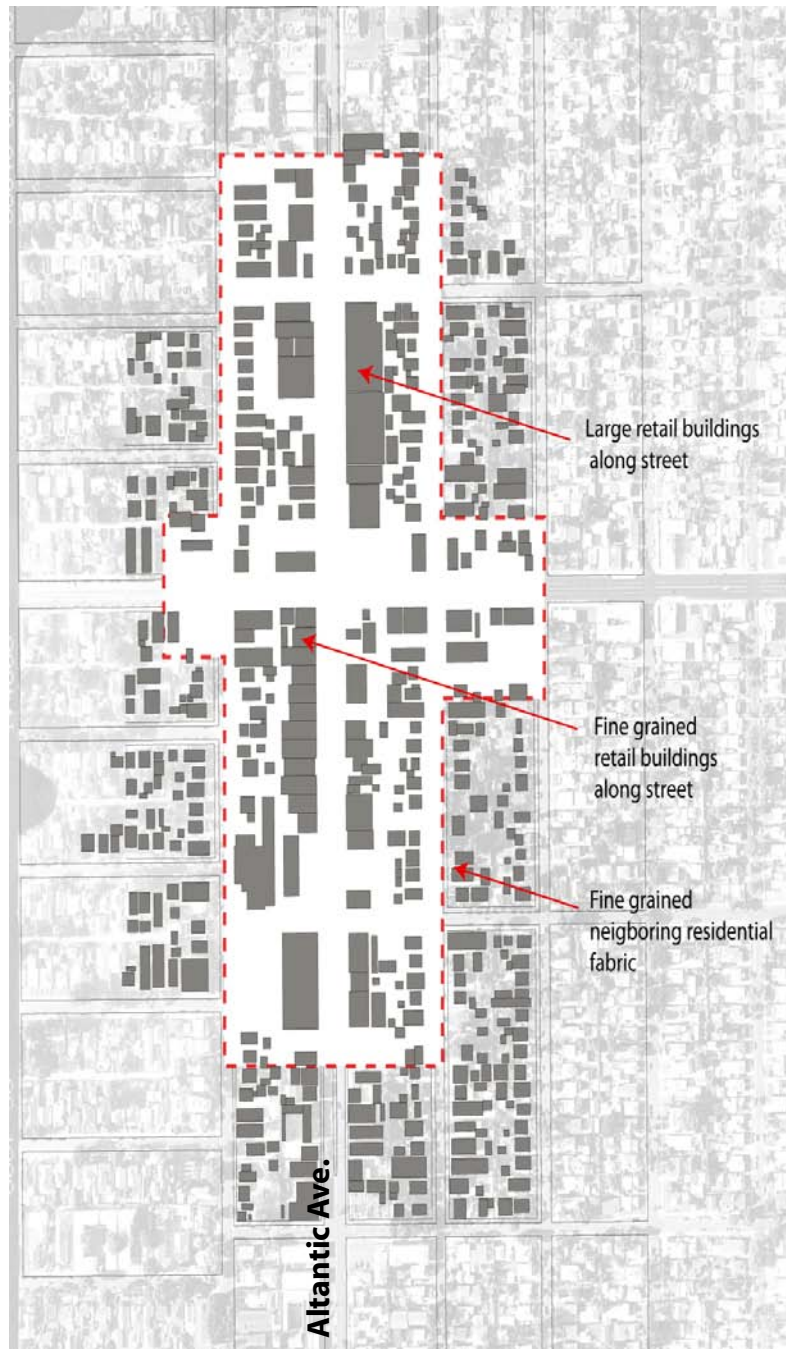 Large retail buildings
along street
Fine grained
retail buildings
along street
Fine grained
neigboring residential
fabric
Altantic Ave.